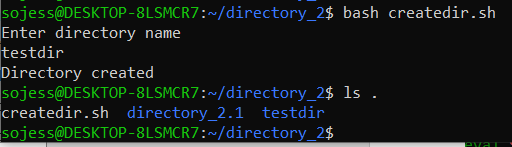 sojess@DESKTOP-8LSMCR7:~/directory_2$ bash createdir.sh
Enter directory name
testdir
Directory created
sojess@DESKTOP-8LSMCR7:~/directory_2$ ls .
createdir.sh  directory_2.1  testdir
sojess@DESKTOP-8LSMCR7:~/directory_2$